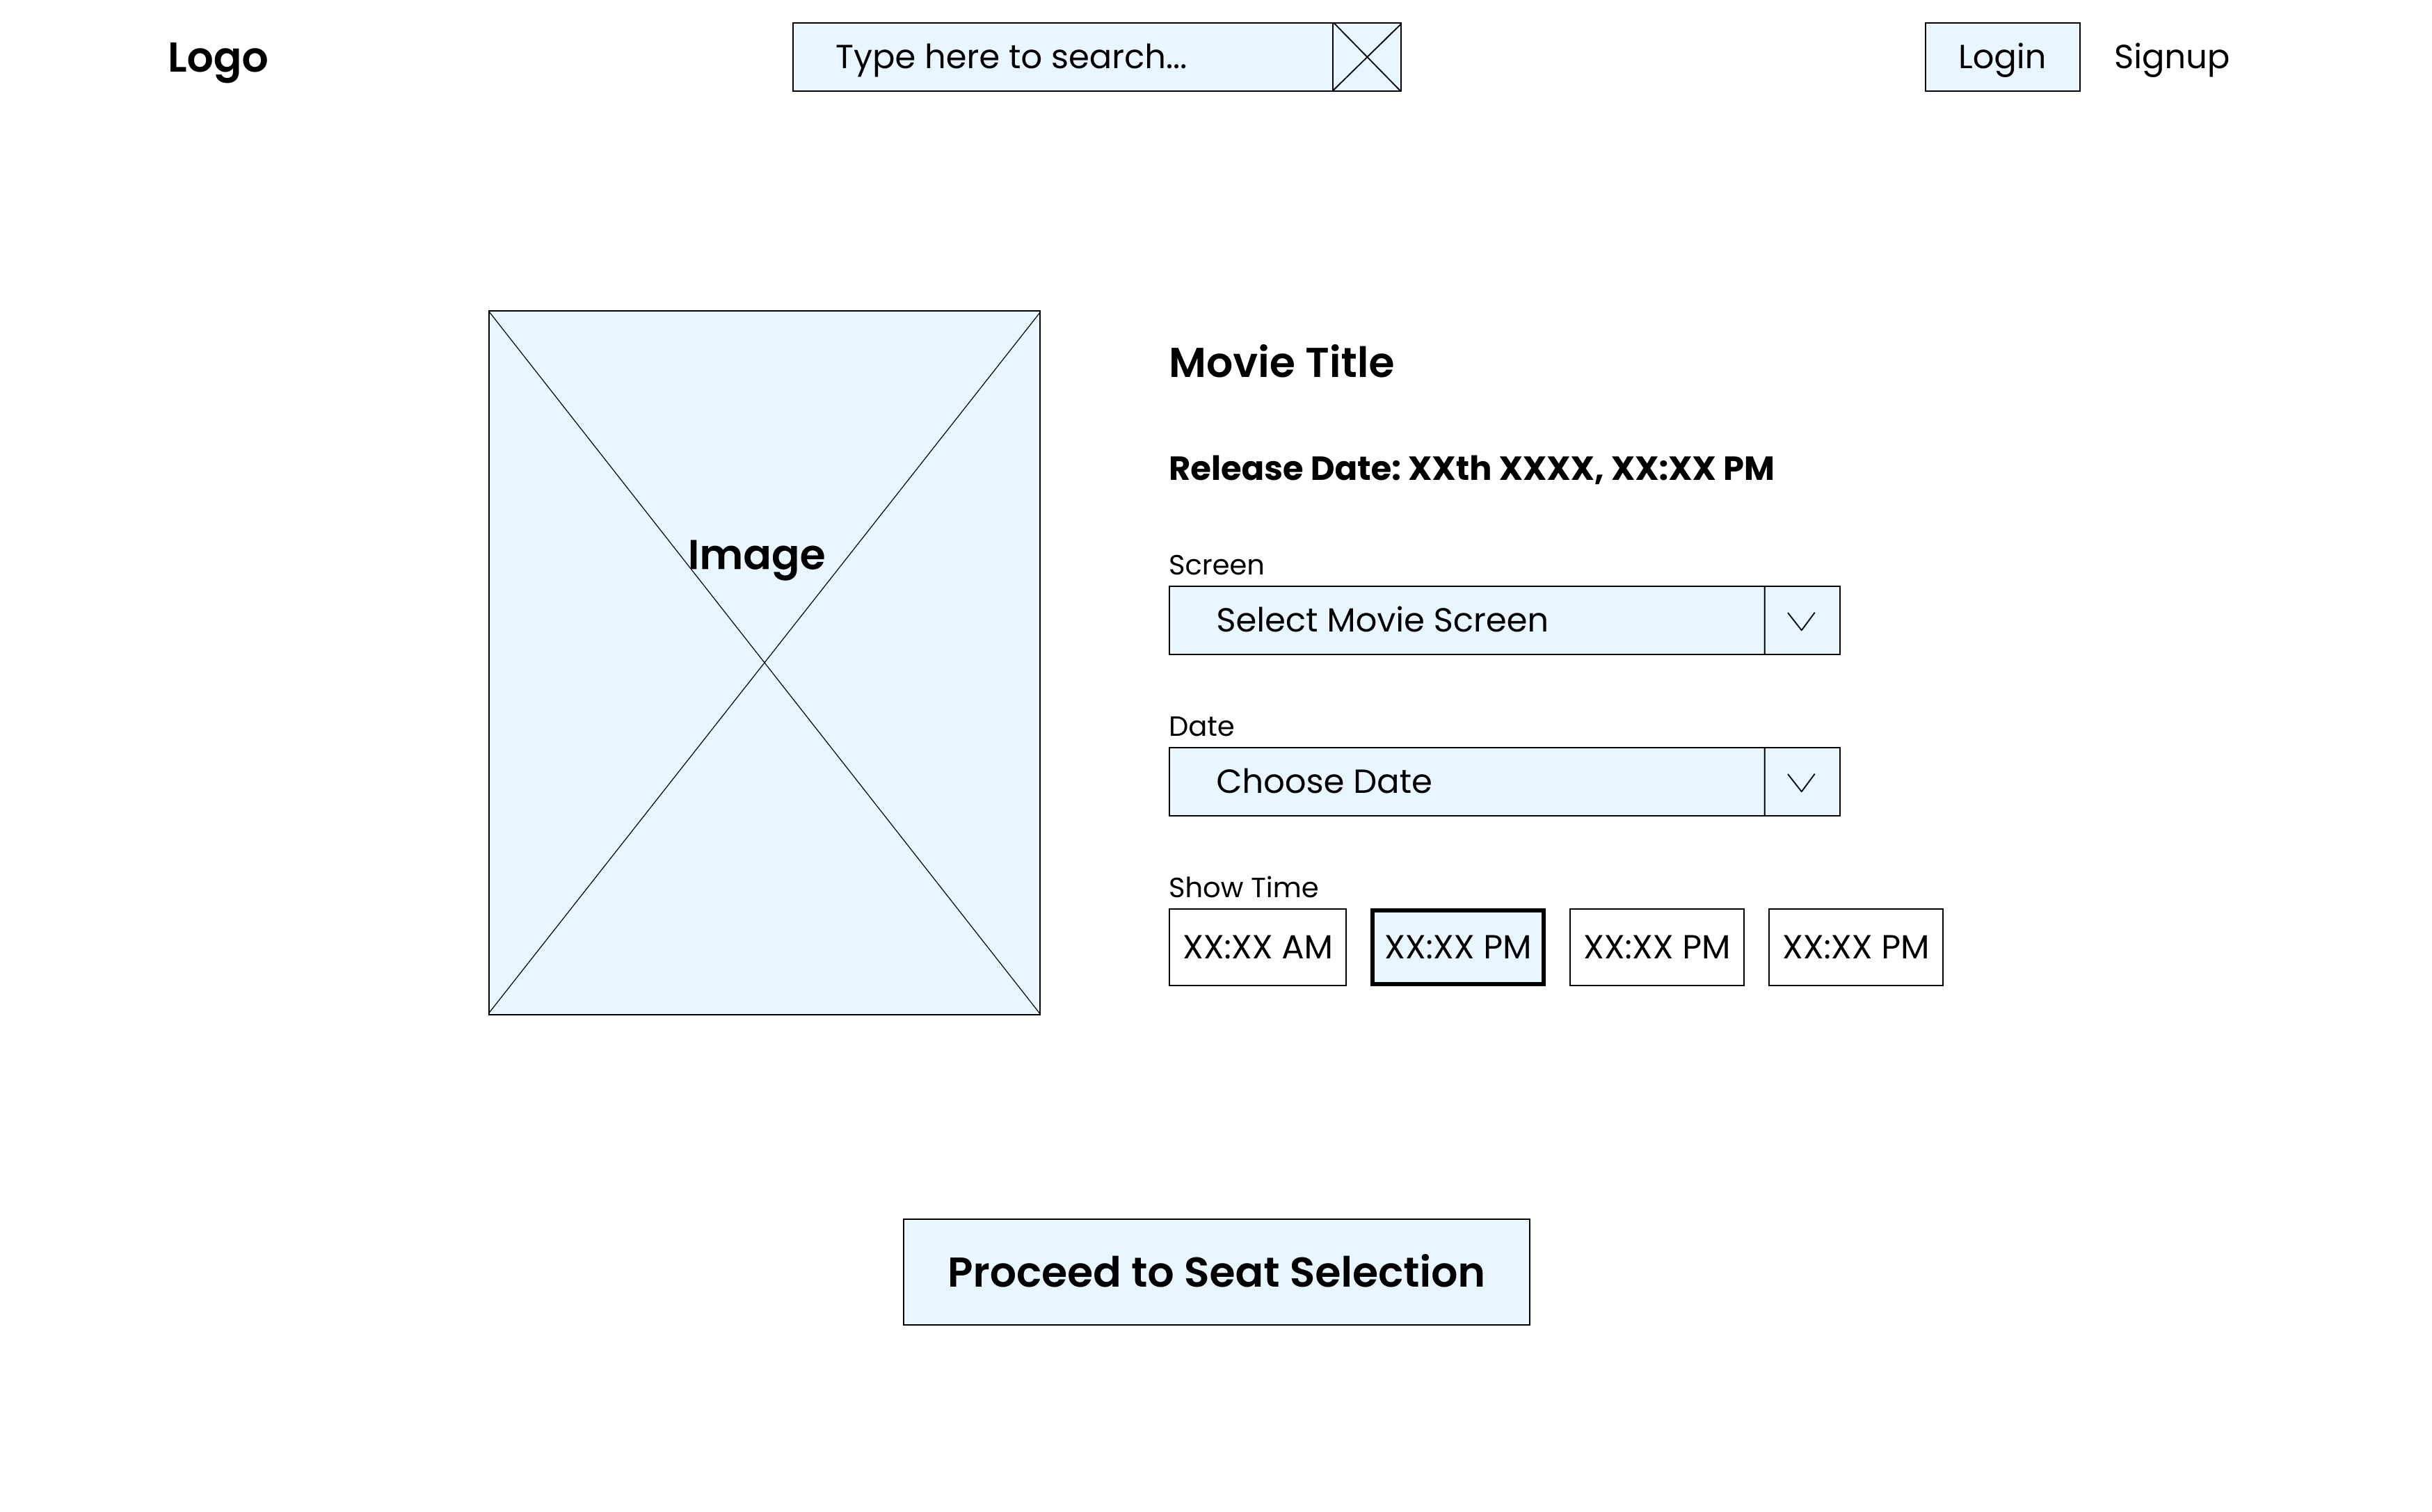 Logo
Type here to search...
Login
Signup
Image
Movie Title
Release Date: XXth XXXX, XX:XX PM
Screen
Select Movie Screen
Date
Choose Date
Show Time
XX:XX AM
XX:XX PM
XX:XX PM
XX:XX PM
Proceed to Seat Selection